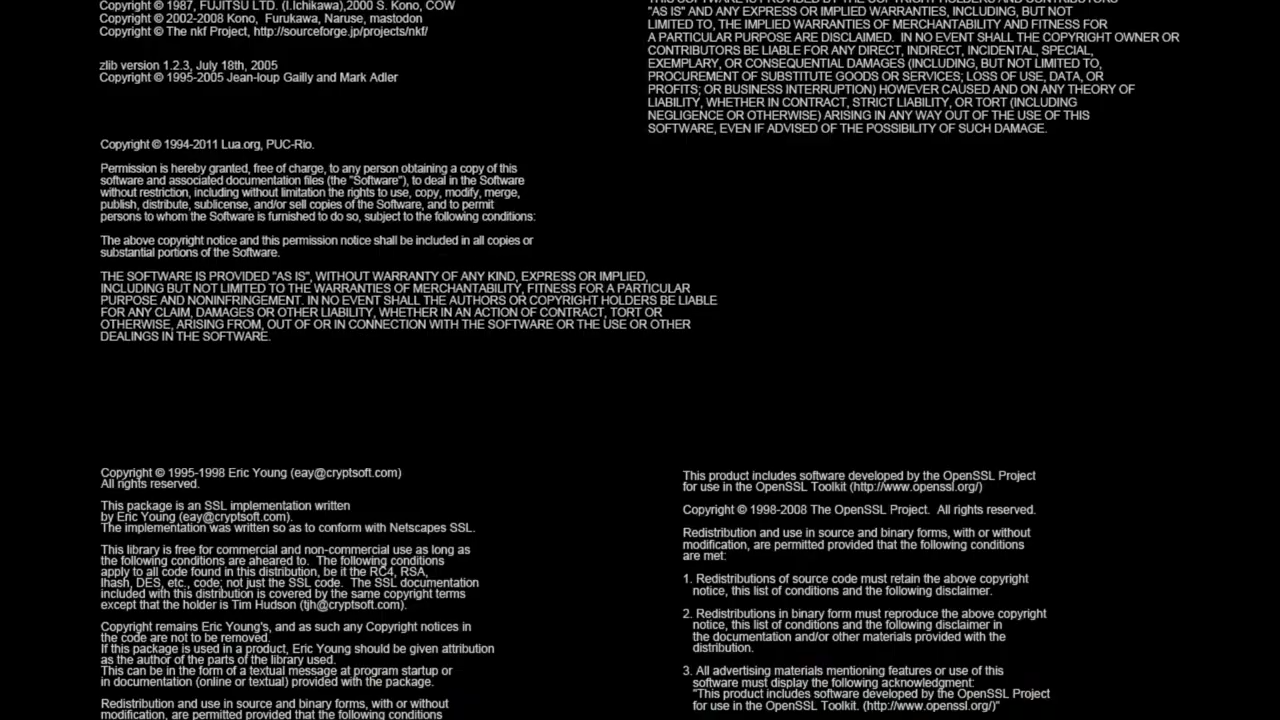 Copyright © 1987, FUJITSU LTD. (I.Ichikawa),2000 S. Kono, COW
Copyright © 2002-2008 Kono,  Furukawa, Naruse, mastodon
Copyright © The nkf Project, http://sourceforge.jp/projects/nkf/
zlib version 1.2.3, July 18th, 2005
Copyright © 1995-2005 Jean-loup Gailly and Mark Adler
THIS SOFTWARE IS PROVIDED BY THE COPYRIGHT HOLDERS AND CONTRIBUTORS
"AS IS" AND ANY EXPRESS OR IMPLIED WARRANTIES, INCLUDING, BUT NOT
LIMITED TO, THE IMPLIED WARRANTIES OF MERCHANTABILITY AND FITNESS FOR
A PARTICULAR PURPOSE ARE DISCLAIMED.  IN NO EVENT SHALL THE COPYRIGHT OWNER OR
CONTRIBUTORS BE LIABLE FOR ANY DIRECT, INDIRECT, INCIDENTAL, SPECIAL,
EXEMPLARY, OR CONSEQUENTIAL DAMAGES (INCLUDING, BUT NOT LIMITED TO,
PROCUREMENT OF SUBSTITUTE GOODS OR SERVICES; LOSS OF USE, DATA, OR
PROFITS; OR BUSINESS INTERRUPTION) HOWEVER CAUSED AND ON ANY THEORY OF
LIABILITY, WHETHER IN CONTRACT, STRICT LIABILITY, OR TORT (INCLUDING
NEGLIGENCE OR OTHERWISE) ARISING IN ANY WAY OUT OF THE USE OF THIS
SOFTWARE, EVEN IF ADVISED OF THE POSSIBILITY OF SUCH DAMAGE.
Copyright © 1994-2011 Lua.org, PUC-Rio.
Permission is hereby granted, free of charge, to any person obtaining a copy of this
software and associated documentation files (the "Software"), to deal in the Software
without restriction, including without limitation the rights to use, copy, modify, merge,
publish, distribute, sublicense, and/or sell copies of the Software, and to permit
persons to whom the Software is furnished to do so, subject to the following conditions:
The above copyright notice and this permission notice shall be included in all copies or
substantial portions of the Software.
THE SOFTWARE IS PROVIDED "AS IS", WITHOUT WARRANTY OF ANY KIND, EXPRESS OR IMPLIED,
INCLUDING BUT NOT LIMITED TO THE WARRANTIES OF MERCHANTABILITY, FITNESS FOR A PARTICULAR
PURPOSE AND NONINFRINGEMENT. IN NO EVENT SHALL THE AUTHORS OR COPYRIGHT HOLDERS BE LIABLE
FOR ANY CLAIM, DAMAGES OR OTHER LIABILITY, WHETHER IN AN ACTION OF CONTRACT, TORT OR
OTHERWISE, ARISING FROM, OUT OF OR IN CONNECTION WITH THE SOFTWARE OR THE USE OR OTHER
DEALINGS IN THE SOFTWARE.
Copyright © 1995-1998 Eric Young (eay@cryptsoft.com)
All rights reserved.
This package is an SSL implementation written
by Eric Young (eay@cryptsoft.com).
The implementation was written so as to conform with Netscapes SSL.
This library is free for commercial and non-commercial use as long as
the following conditions are aheared to.  The following conditions
apply to all code found in this distribution, be it the RC4, RSA,
lhash, DES, etc., code; not just the SSL code.  The SSL documentation
included with this distribution is covered by the same copyright terms
except that the holder is Tim Hudson (tjh@cryptsoft.com).
Copyright remains Eric Young's, and as such any Copyright notices in
the code are not to be removed.
If this package is used in a product, Eric Young should be given attribution
as the author of the parts of the library used.
This can be in the form of a textual message at program startup or
in documentation (online or textual) provided with the package.
Redistribution and use in source and binary forms, with or without
modification, are permitted provided that the following conditions
This product includes software developed by the OpenSSL Project
for use in the OpenSSL Toolkit (http://www.openssl.org/)
Copyright © 1998-2008 The OpenSSL Project.  All rights reserved.
Redistribution and use in source and binary forms, with or without
modification, are permitted provided that the following conditions
are met:
1. Redistributions of source code must retain the above copyright
notice, this list of conditions and the following disclaimer.
2. Redistributions in binary form must reproduce the above copyright
notice, this list of conditions and the following disclaimer in
the documentation and/or other materials provided with the
distribution.
3. All advertising materials mentioning features or use of this
software must display the following acknowledgment:
"This product includes software developed by the OpenSSL Project
for use in the OpenSSL Toolkit. (http://www.openssl.org/)"